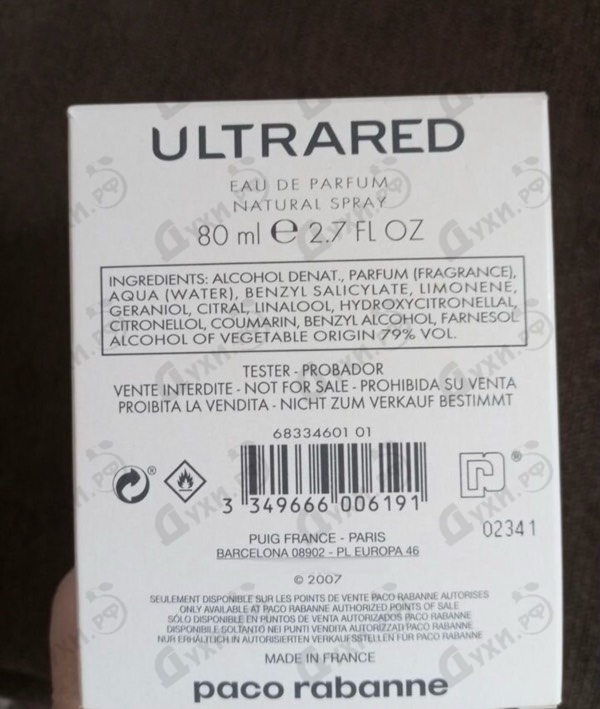 ULTRARED
EAU DE PARFUM
NATURAL SPRAY
80 ml e 2.7 FL OZ
INGREDIENTS: ALCOHOL DENAT., PARFUM (FRAGRANCE),
AQUA (WATER), BENZYL SALICYLATE, LIMONENE,
GERANIOL, CITRAL, LINALOOL, HYDROXYCITRONELLAL,
CITRONELLOL, COUMARIN, BENZYL ALCOHOL, FARNESOL
ALCOHOL OF VEGETABLE ORIGIN 79% VOL.
TESTER - PROBADOR
VENTE INTERDITE - NOT FOR SALE - PROHIBIDA SU VENTA
PROIBITA LA VENDITA - NICHT ZUM VERKAUF BESTIMMT
68334601 01
3 349666 006191
02341
PUIG FRANCE - PARIS
BARCELONA 08902 - PL EUROPA 46
© 2007
SEULEMENT DISPONIBLE SUR LES POINTS DE VENTE PACO RABANNE AUTORISES
ONLY AVAILABLE AT PACO RABANNE AUTHORIZED POINTS OF SALE
SÓLO DISPONIBLE EN PUNTOS DE VENTA AUTORIZADOS PACO RABANNE
DISPONIBILE SOLTANTO NEI PUNTI VENDITA AUTORIZZATI PACO RABANNE
NUR ERHÄLTLICH IN AUTORISIERTEN VERKAUFSSTELLEN FÜR PACO RABANNE
MADE IN FRANCE
paco rabanne
Духи.рф